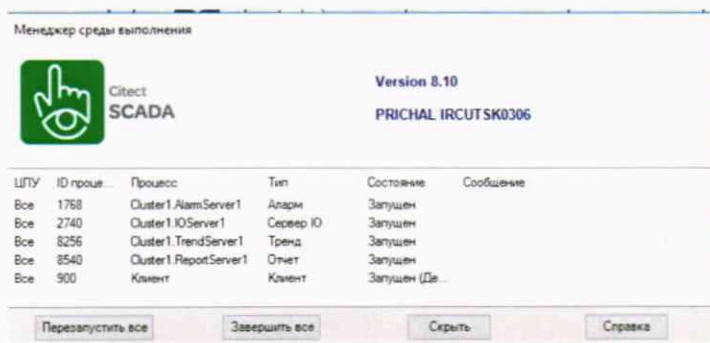 Менеджер среды выполнения
Citect
SCADA
Version 8.10
PRICHAL IRCUTSK0306
ЦПУ ID проце... Процесс Тип Состояние Сообщение
Все 1768 Cluster1.AlarmServer1 Аларм Запущен
Все 2740 Cluster1.IOServer1 Сервер IO Запущен
Все 8256 Cluster1.TrendServer1 Тренд Запущен
Все 8540 Cluster1.ReportServer1 Отчет Запущен
Все 900 Клиент Клиент Запущен (Де...
Перезапустить все Завершить все Скрыть Справка